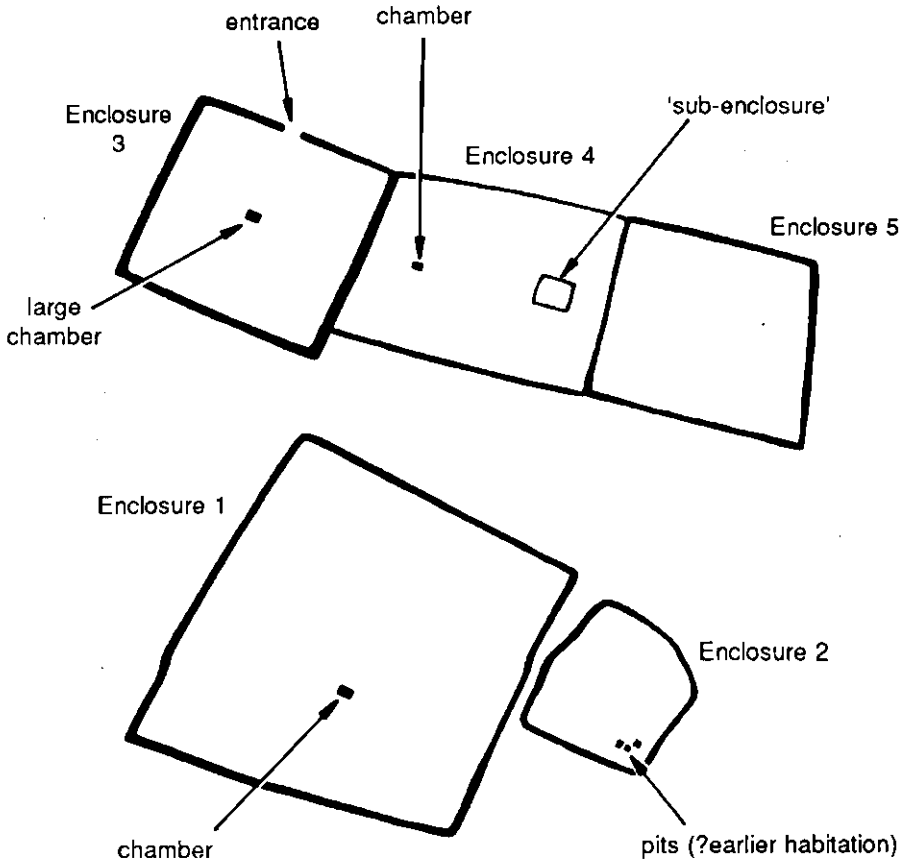 entrance
chamber
Enclosure
3
'sub-enclosure'
Enclosure 4
Enclosure 5
large
chamber
Enclosure 1
Enclosure 2
chamber
pits (?earlier habitation)